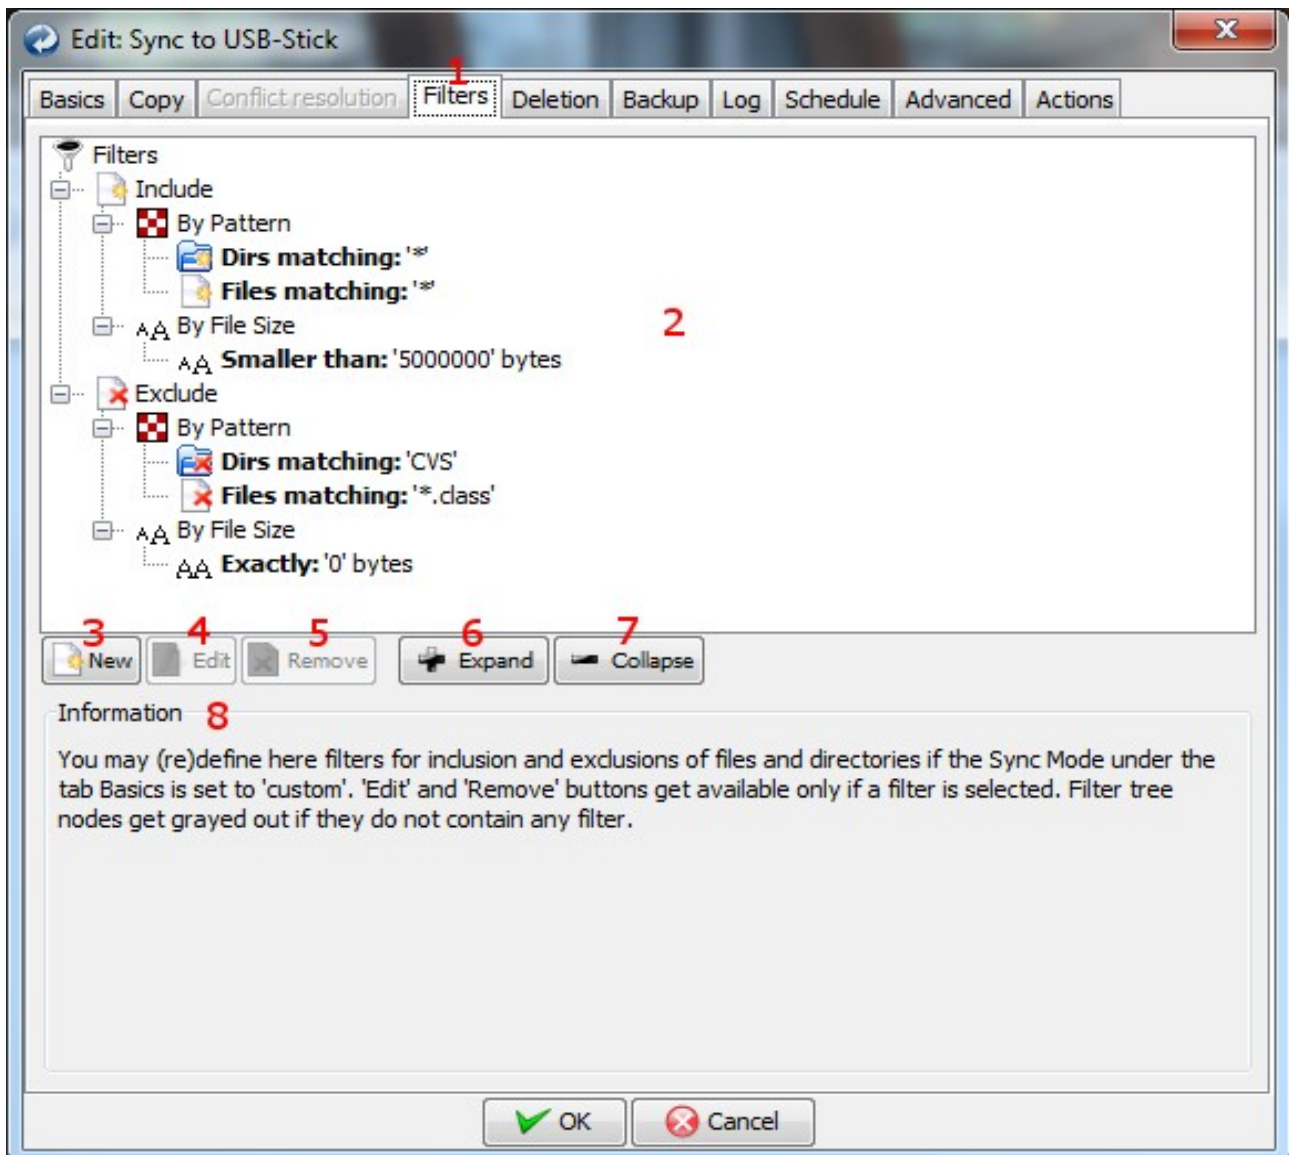 Edit: Sync to USB-Stick
x
1
Basics Copy Conflict resolution Filters Deletion Backup Log Schedule Advanced Actions
Filters
Include
By Pattern
Dirs matching: '*'
Files matching: '*'
By File Size
2
AA Smaller than: '5000000' bytes
Exclude
By Pattern
Dirs matching: 'CVS'
Files matching: '*.class'
AA By File Size
AA Exactly: '0' bytes
3 4 5 6 7
New Edit Remove Expand Collapse
Information 8
You may (re)define here filters for inclusion and exclusions of files and directories if the Sync Mode under the
tab Basics is set to 'custom'. 'Edit' and 'Remove' buttons get available only if a filter is selected. Filter tree
nodes get grayed out if they do not contain any filter.
OK Cancel